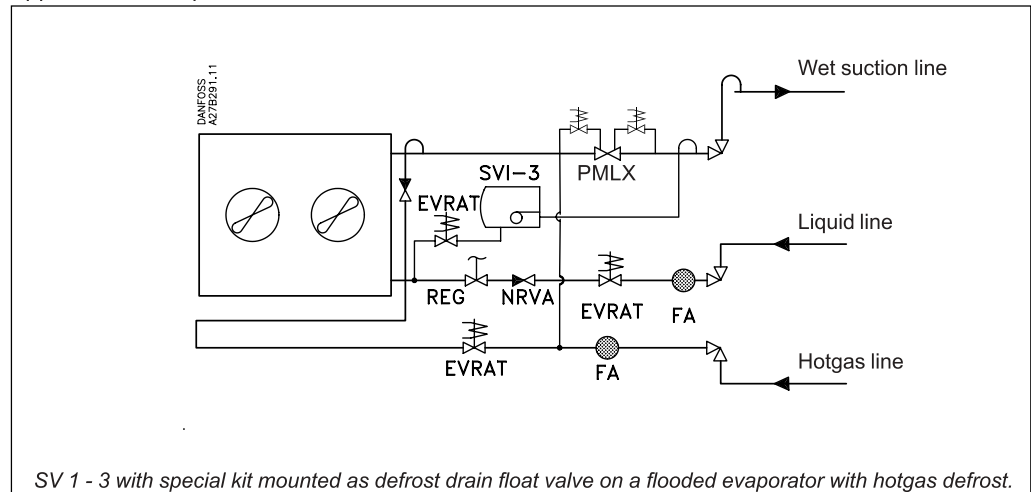 Wet suction line
DANFOSS
A27B291.11
SVI-3
PMLX
EVRAT
Liquid line
REG
NRVA
EVRAT
FA
EVRAT
FA
Hotgas line
SV 1 - 3 with special kit mounted as defrost drain float valve on a flooded evaporator with hotgas defrost.